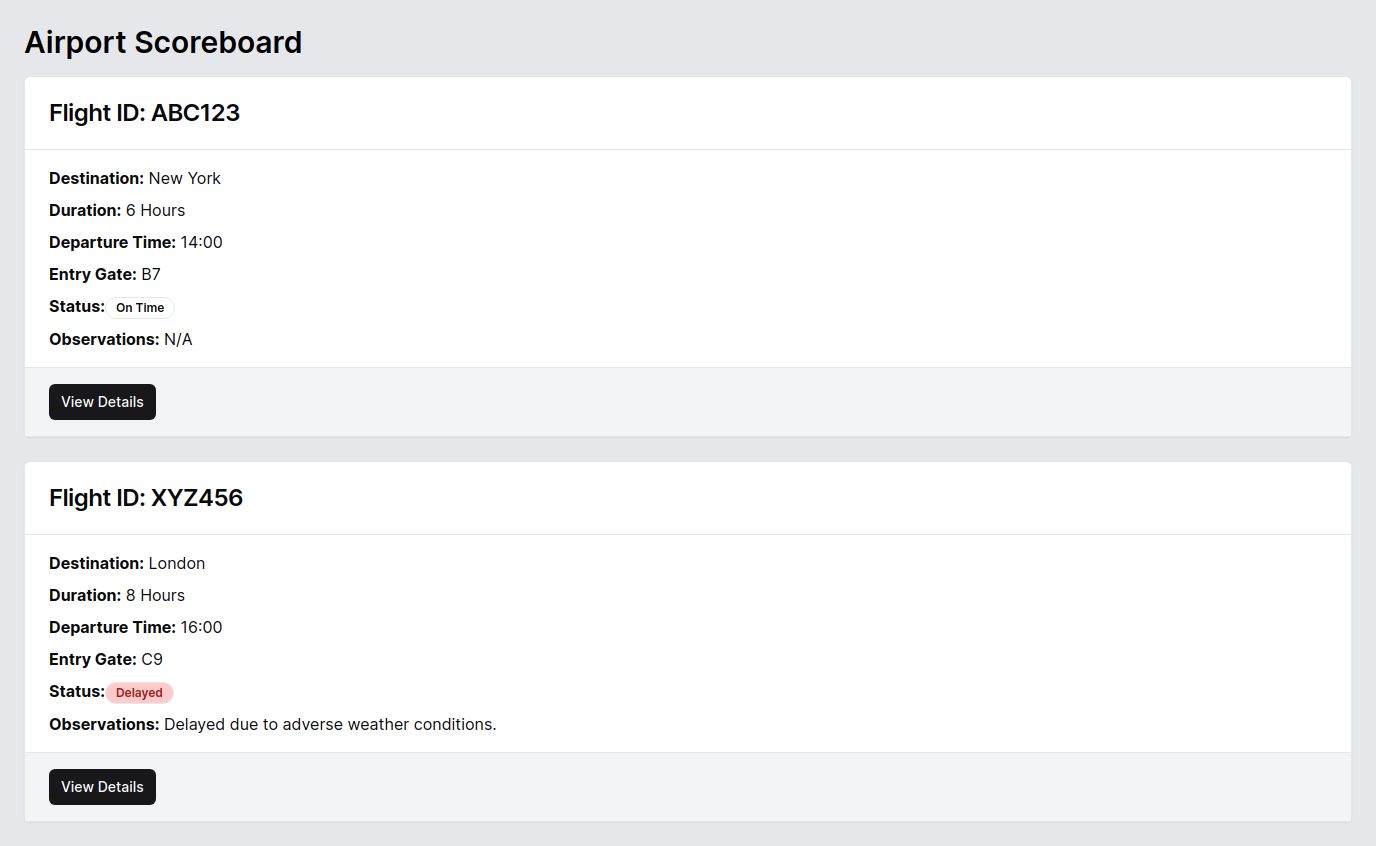 Airport Scoreboard
Flight ID: ABC123
Destination: New York
Duration: 6 Hours
Departure Time: 14:00
Entry Gate: B7
Status: On Time
Observations: N/A
View Details
Flight ID: XYZ456
Destination: London
Duration: 8 Hours
Departure Time: 16:00
Entry Gate: C9
Status: Delayed
Observations: Delayed due to adverse weather conditions.
View Details